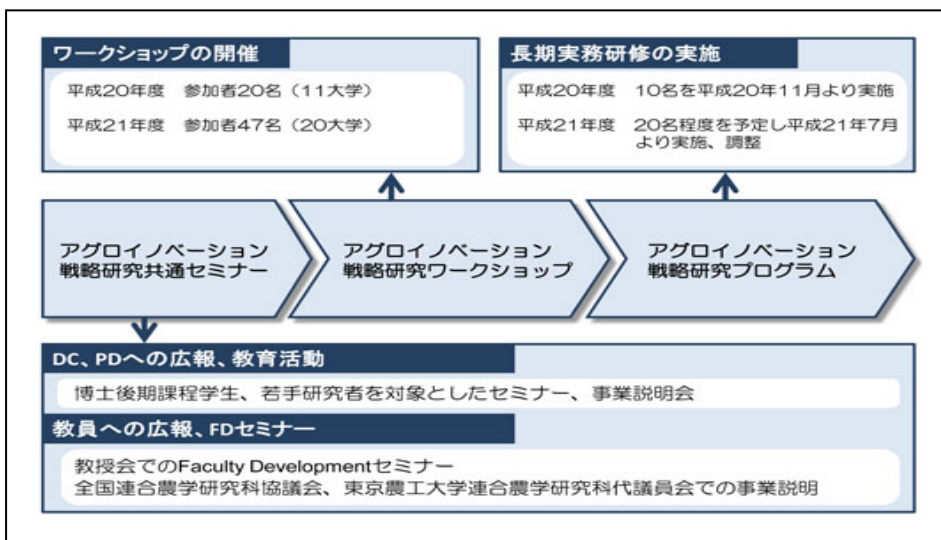 ワークショップの開催
平成20年度　参加者20名（11大学）
平成21年度　参加者47名（20大学）
長期実務研修の実施
平成20年度　10名を平成20年11月より実施
平成21年度　20名程度を予定し平成21年7月
より実施、調整
アグロイノベーション
戦略研究共通セミナー
アグロイノベーション
戦略研究ワークショップ
アグロイノベーション
戦略研究プログラム
DC、PDへの広報、教育活動
博士後期課程学生、若手研究者を対象としたセミナー、事業説明会
教員への広報、FDセミナー
教授会でのFaculty Developmentセミナー
全国連合農学研究科協議会、東京農工大学連合農学研究科代議員会での事業説明